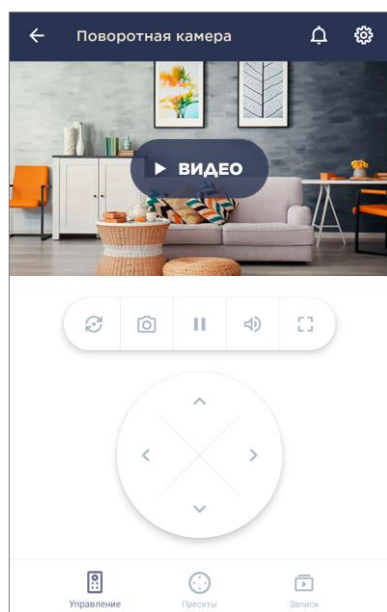 Поворотная камера
ВИДЕО
Управление
Пресеты
Записи